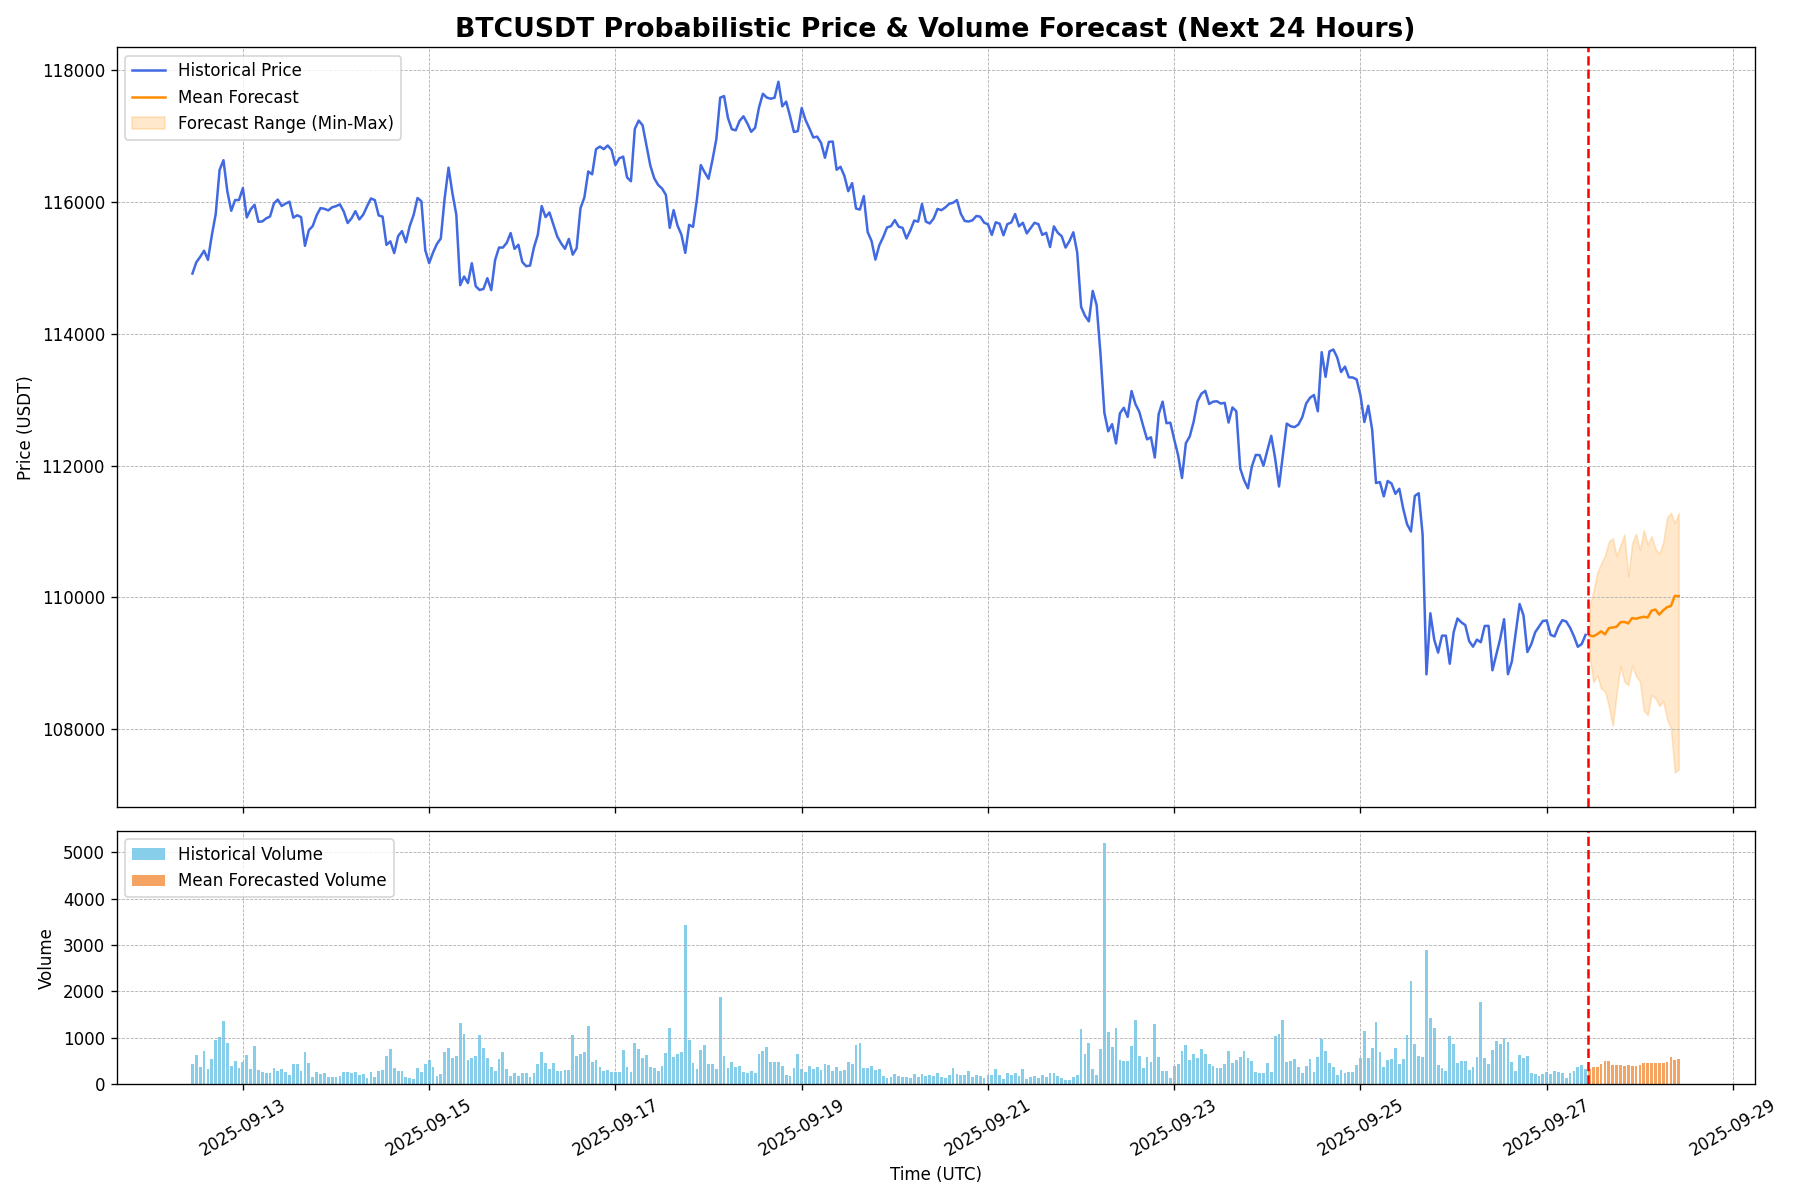 BTCUSDT Probabilistic Price & Volume Forecast (Next 24 Hours)
Historical Price
Mean Forecast
Forecast Range (Min-Max)
118000
116000
114000
112000
110000
108000
Price (USDT)
Historical Volume
Mean Forecasted Volume
5000
4000
3000
2000
1000
0
Volume
2025-09-13
2025-09-15
2025-09-17
2025-09-19
2025-09-21
2025-09-23
2025-09-25
2025-09-27
2025-09-29
Time (UTC)